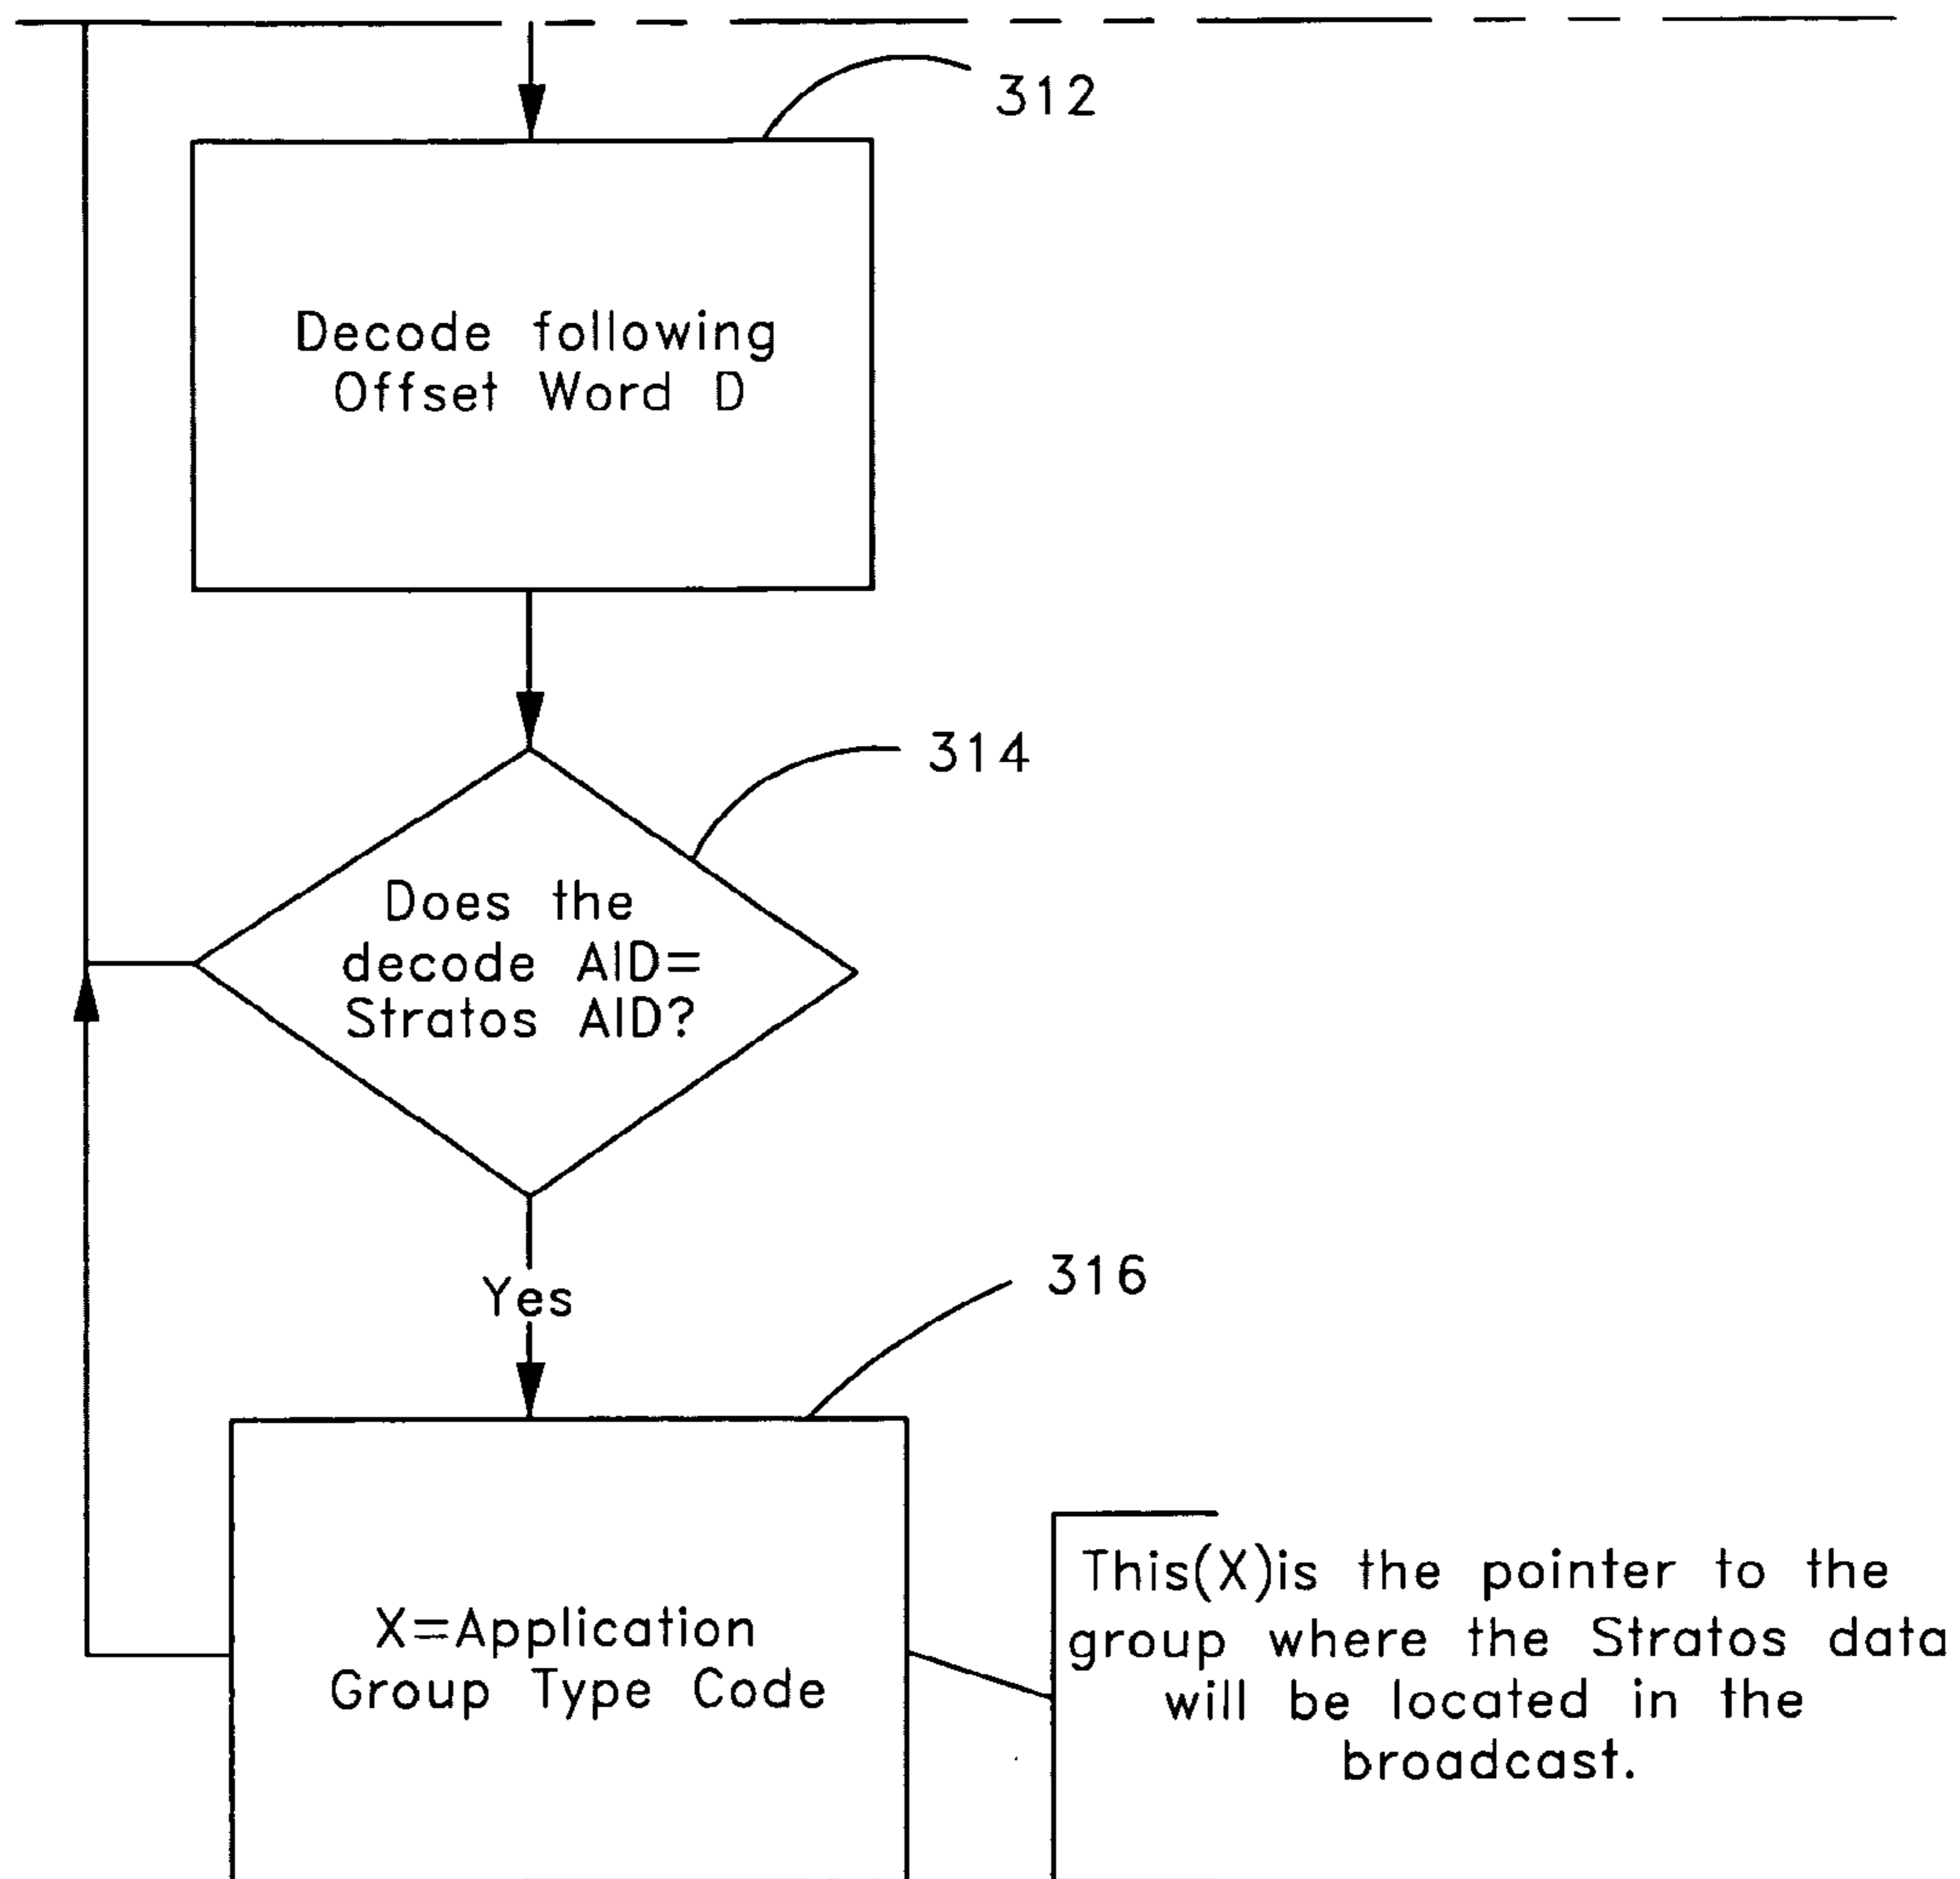 312
Decode following
Offset Word D
314
Does the
decode AID=
Stratos AID?
Yes
316
X=Application
Group Type Code
This(X)is the pointer to the
group where the Stratos data
will be located in the
broadcast.